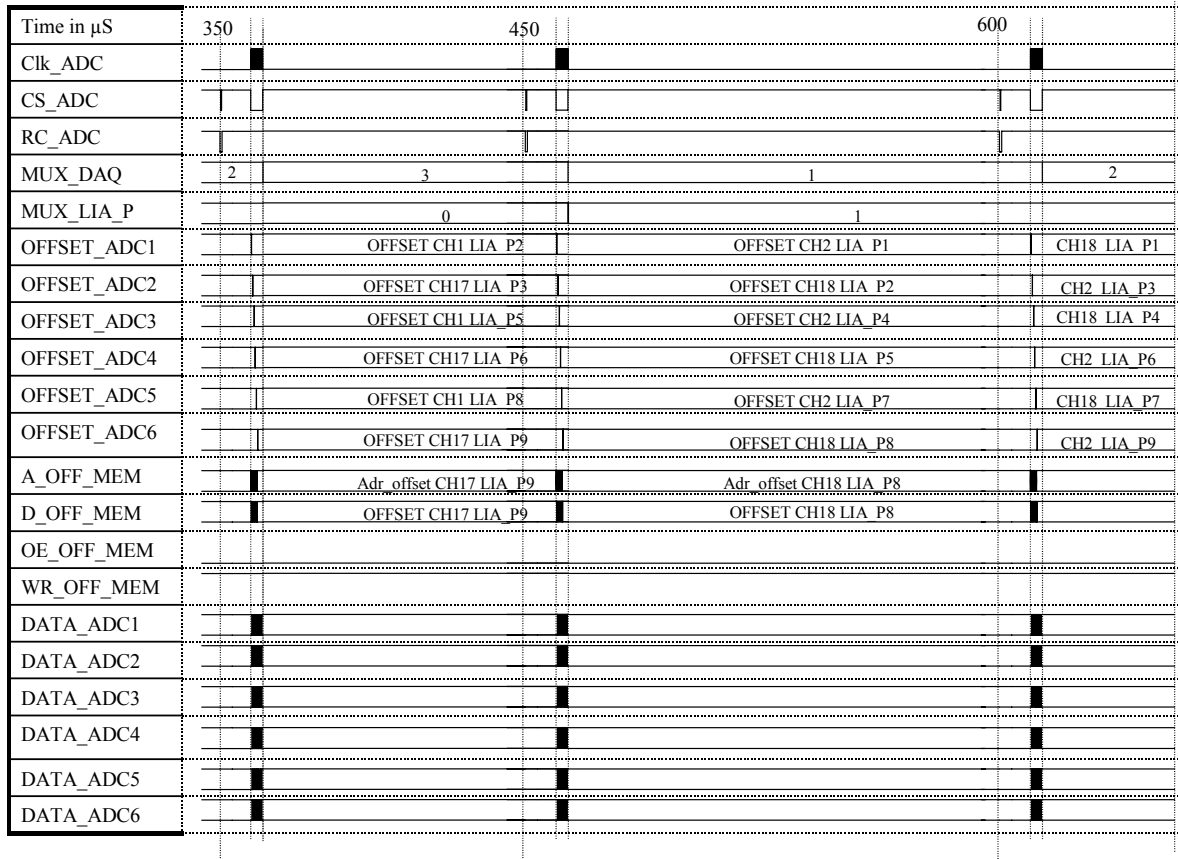 Time in µS 350 450 600
Clk_ADC
CS_ADC
RC_ADC
MUX_DAQ 2 3 1 2
MUX_LIA_P 0 1
OFFSET_ADC1 OFFSET CH1 LIA_P2 OFFSET CH2 LIA_P1 CH18 LIA_P1
OFFSET_ADC2 OFFSET CH17 LIA_P3 OFFSET CH18 LIA_P2 CH2 LIA_P3
OFFSET_ADC3 OFFSET CH1 LIA_P5 OFFSET CH2 LIA_P4 CH18 LIA_P4
OFFSET_ADC4 OFFSET CH17 LIA_P6 OFFSET CH18 LIA_P5 CH2 LIA_P6
OFFSET_ADC5 OFFSET CH1 LIA_P8 OFFSET CH2 LIA_P7 CH18 LIA_P7
OFFSET_ADC6 OFFSET CH17 LIA_P9 OFFSET CH18 LIA_P8 CH2 LIA_P9
A_OFF_MEM Adr_offset CH17 LIA_P9 Adr_offset CH18 LIA_P8
D_OFF_MEM OFFSET CH17 LIA_P9 OFFSET CH18 LIA_P8
OE_OFF_MEM
WR_OFF_MEM
DATA_ADC1
DATA_ADC2
DATA_ADC3
DATA_ADC4
DATA_ADC5
DATA_ADC6